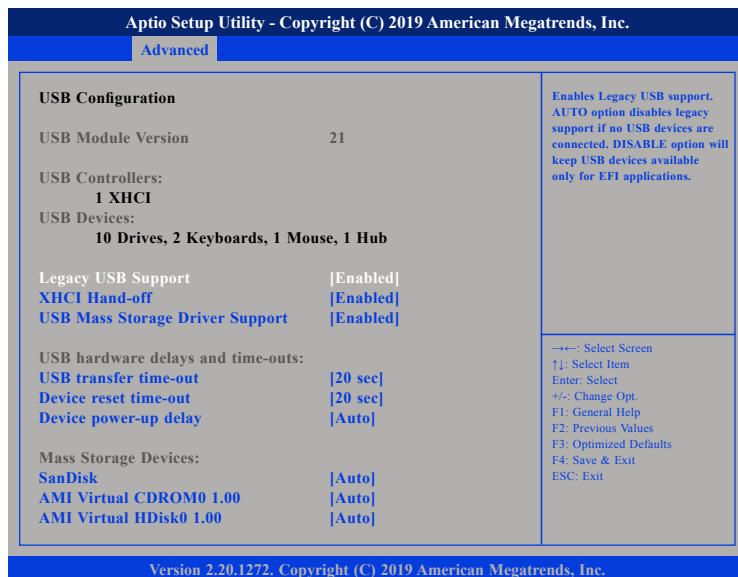 Aptio Setup Utility - Copyright (C) 2019 American Megatrends, Inc.
Advanced
USB Configuration
USB Module Version 21
USB Controllers:
1 XHCI
USB Devices:
10 Drives, 2 Keyboards, 1 Mouse, 1 Hub
Legacy USB Support [Enabled]
XHCI Hand-off [Enabled]
USB Mass Storage Driver Support [Enabled]
USB hardware delays and time-outs:
USB transfer time-out [20 sec]
Device reset time-out [20 sec]
Device power-up delay [Auto]
Mass Storage Devices:
SanDisk [Auto]
AMI Virtual CDROM0 1.00 [Auto]
AMI Virtual HDisk0 1.00 [Auto]
Enables Legacy USB support.
AUTO option disables legacy
support if no USB devices are
connected. DISABLE option will
keep USB devices available
only for EFI applications.
→←: Select Screen
↑↓: Select Item
Enter: Select
+/-: Change Opt.
F1: General Help
F2: Previous Values
F3: Optimized Defaults
F4: Save & Exit
ESC: Exit
Version 2.20.1272. Copyright (C) 2019 American Megatrends, Inc.